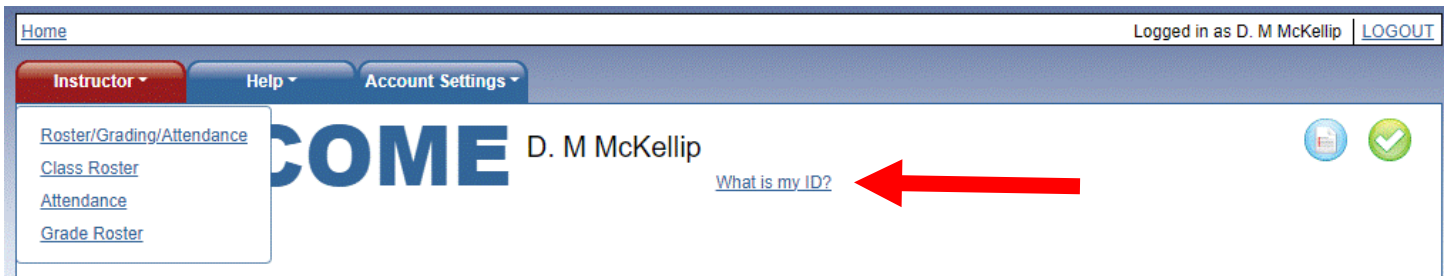 Home Logged in as D. M McKellip LOGOUT
Instructor Help Account Settings
COME D. M McKellip
What is my ID?
Roster/Grading/Attendance
Class Roster
Attendance
Grade Roster